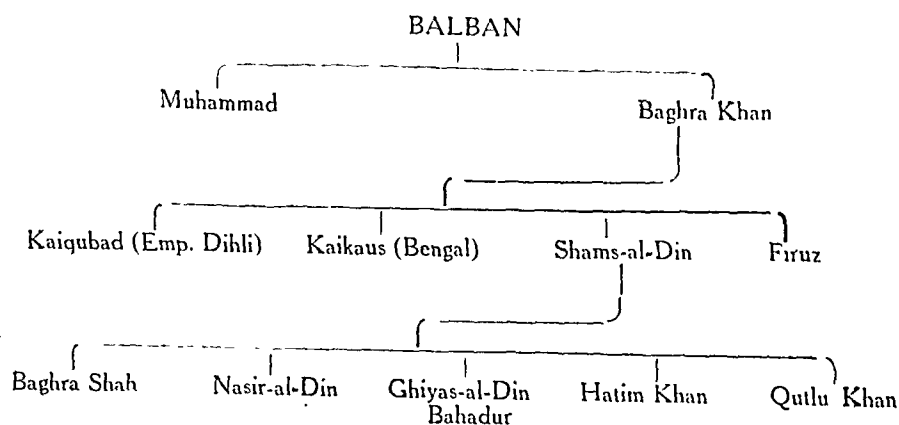 BALBAN
Muhammad
Baghra Khan
Kaiqubad (Emp. Dihli)
Kaikaus (Bengal)
Shams-al-Din
Firuz
Baghra Shah
Nasir-al-Din
Ghiyas-al-Din
Bahadur
Hatim Khan
Qutlu Khan